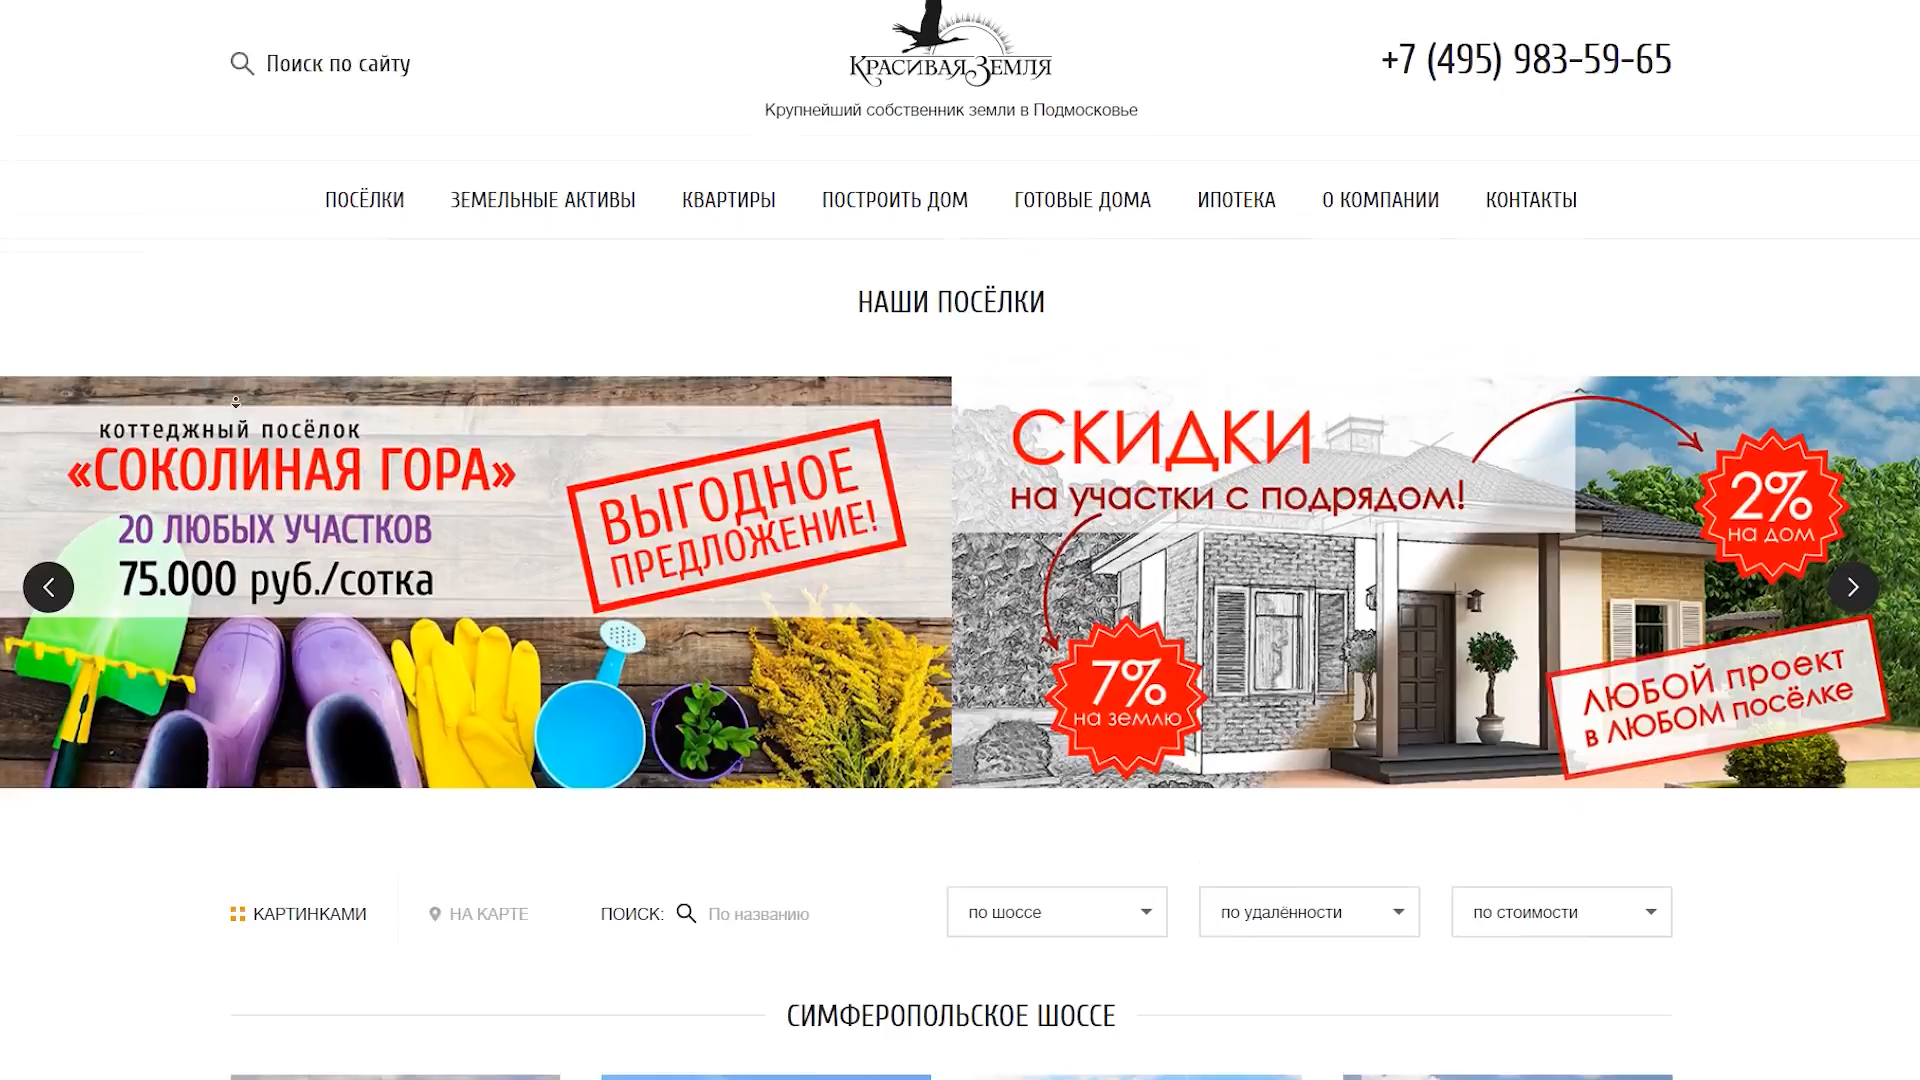 Поиск по сайту
КРАСИВАЯ ЗЕМЛЯ
Крупнейший собственник земли в Подмосковье
+7 (495) 983-59-65
ПОСЁЛКИ ЗЕМЕЛЬНЫЕ АКТИВЫ КВАРТИРЫ ПОСТРОИТЬ ДОМ ГОТОВЫЕ ДОМА ИПОТЕКА О КОМПАНИИ КОНТАКТЫ
НАШИ ПОСЁЛКИ
коттеджный посёлок
«СОКОЛИНАЯ ГОРА»
20 ЛЮБЫХ УЧАСТКОВ
75.000 руб./сотка
ВЫГОДНОЕ
ПРЕДЛОЖЕНИЕ!
СКИДКИ
на участки с подрядом!
2%
на дом
7%
на землю
ЛЮБОЙ проект
в ЛЮБОМ посёлке
КАРТИНКАМИ НА КАРТЕ ПОИСК: По названию по шоссе по удалённости по стоимости
СИМФЕРОПОЛЬСКОЕ ШОССЕ